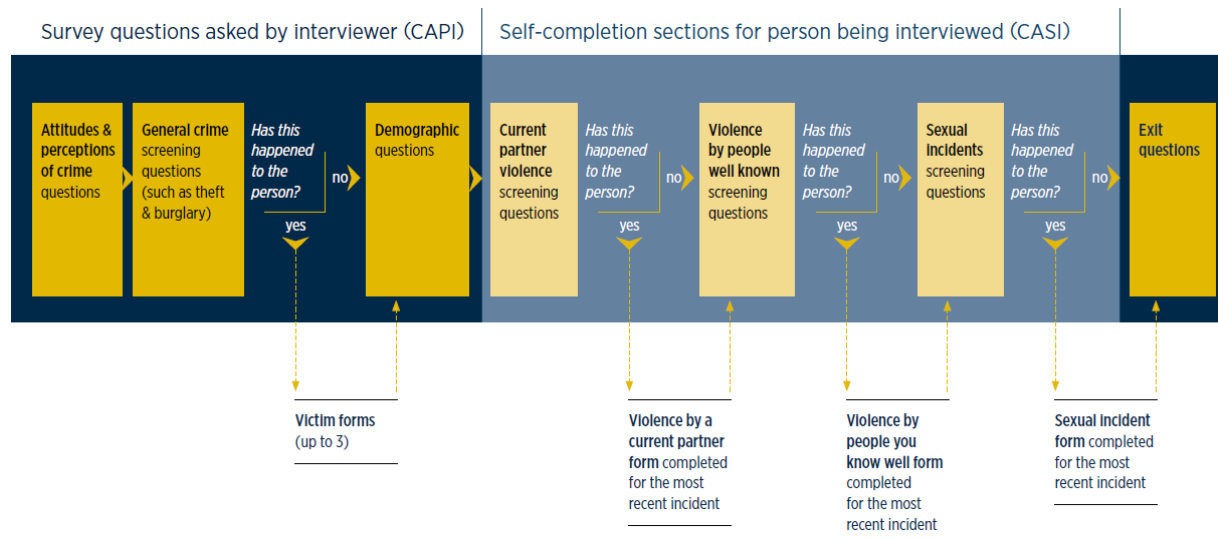 Survey questions asked by interviewer (CAPI)
Self-completion sections for person being interviewed (CASI)
Attitudes &
perceptions
of crime
questions
General crime
screening
questions
(such as theft
& burglary)
Has this
happened
to the
person?
no
yes
Demographic
questions
Current
partner
violence
screening
questions
Has this
happened
to the
person?
no
yes
Violence
by people
well known
screening
questions
Has this
happened
to the
person?
no
yes
Sexual
incidents
screening
questions
Has this
happened
to the
person?
no
yes
Exit
questions
Victim forms
(up to 3)
Violence by a
current partner
form completed
for the most
recent incident
Violence by
people you
know well form
completed
for the most
recent incident
Sexual incident
form completed
for the most
recent incident